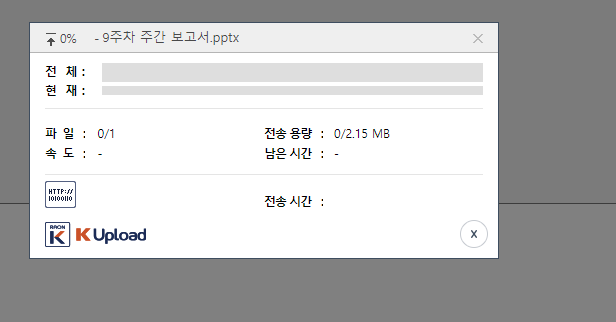 0% - 9주차 주간 보고서.pptx
전 체 :
현 재 :
파 일 : 0/1 전송 용량 : 0/2.15 MB
속 도 : - 남은 시간 : -
HTTP://
10100110
전송 시간 :
RAON
K K Upload
X